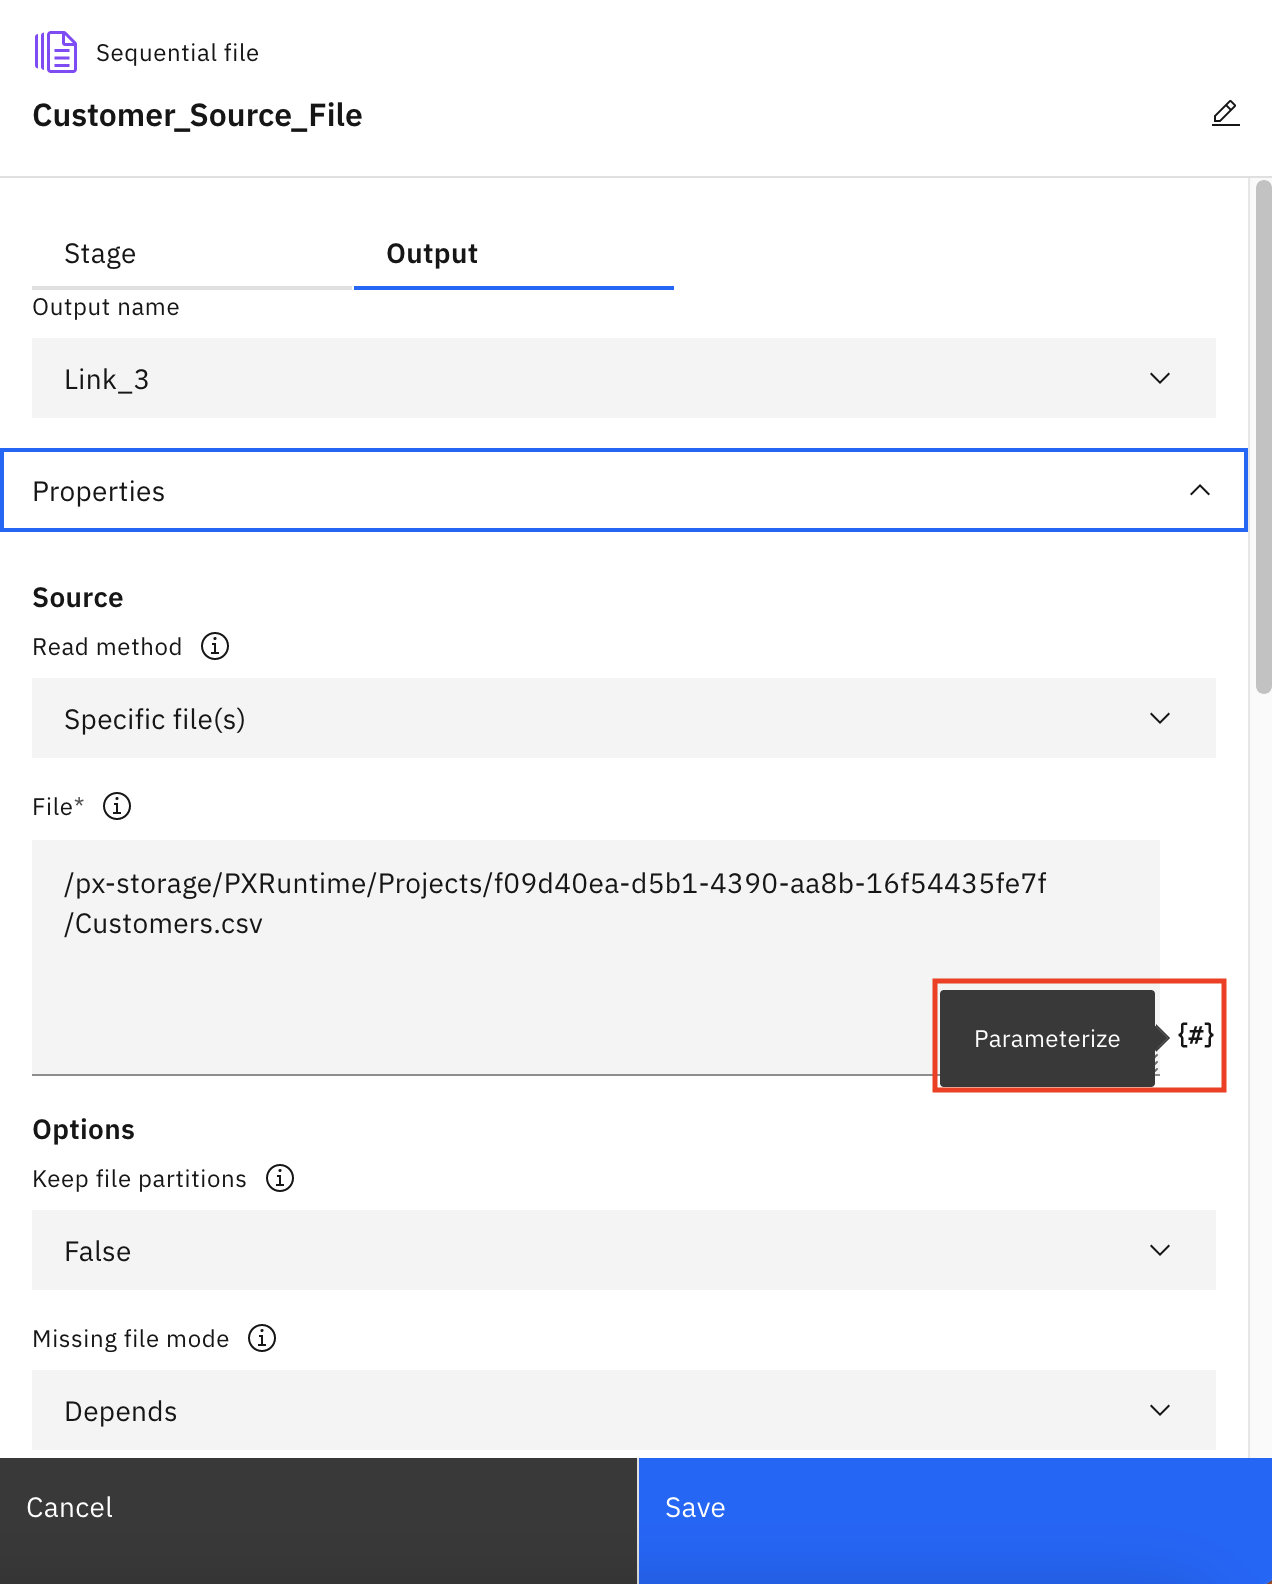 Sequential file
Customer_Source_File
Stage
Output
Output name
Link_3
Properties
Source
Read method
Specific file(s)
File*
/px-storage/PXRuntime/Projects/f09d40ea-d5b1-4390-aa8b-16f54435fe7f
/Customers.csv
Parameterize
{#}
Options
Keep file partitions
False
Missing file mode
Depends
Cancel
Save